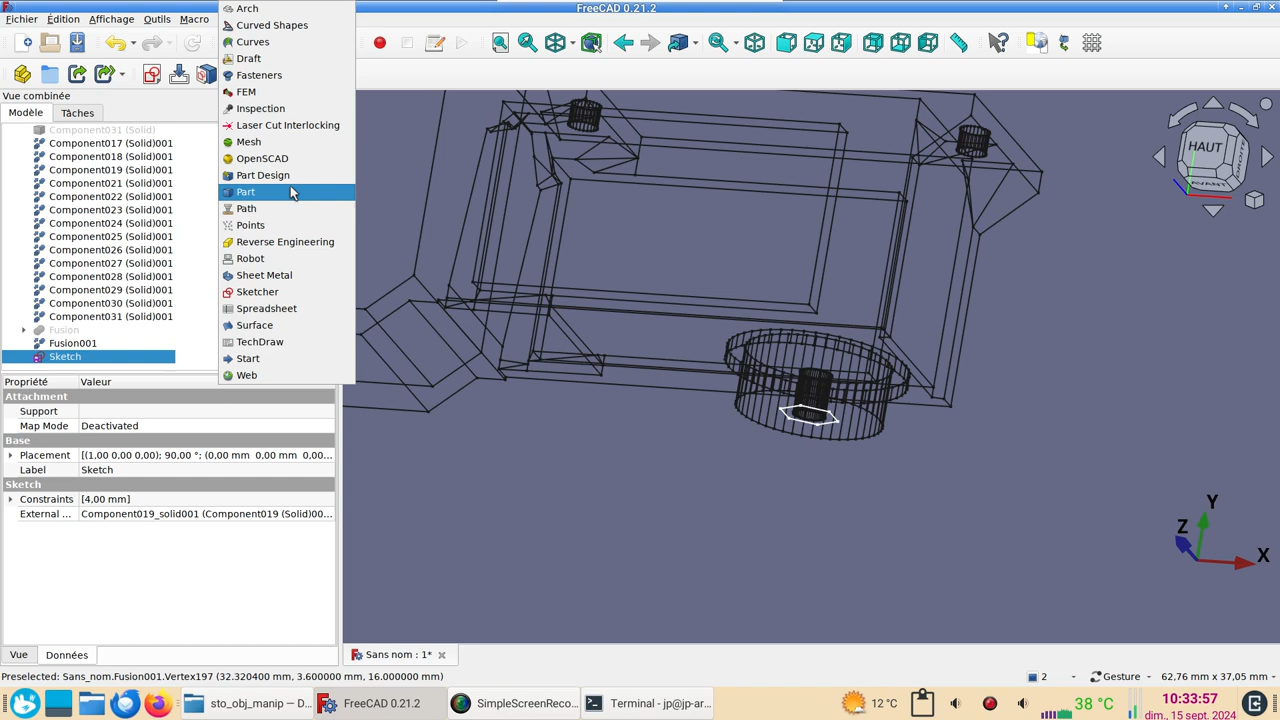 FreeCAD 0.21.2
Fichier Édition Affichage Outils Macro
Arch
Curved Shapes
Curves
Draft
Fasteners
FEM
Inspection
Laser Cut Interlocking
Mesh
OpenSCAD
Part Design
Part
Path
Points
Reverse Engineering
Robot
Sheet Metal
Sketcher
Spreadsheet
Surface
TechDraw
Start
Web
Vue combinée
Modèle Tâches
Component031 (Solid)
Component017 (Solid)001
Component018 (Solid)001
Component019 (Solid)001
Component021 (Solid)001
Component022 (Solid)001
Component023 (Solid)001
Component024 (Solid)001
Component025 (Solid)001
Component026 (Solid)001
Component027 (Solid)001
Component028 (Solid)001
Component029 (Solid)001
Component030 (Solid)001
Component031 (Solid)001
Fusion
Fusion001
Sketch
Propriété Valeur
Attachment
Support
Map Mode Deactivated
Base
Placement [(1,00 0,00 0,00); 90,00 °; (0,00 mm 0,00 mm 0,00...
Label Sketch
Sketch
Constraints [4,00 mm]
External ... Component019_solid001 (Component019 (Solid)00...
Vue Données
HAUT
DROITE
Y
Z
X
Sans nom : 1*
Preselected: Sans_nom.Fusion001.Vertex197 (32.320400 mm, 3.600000 mm, 16.000000 mm)
2 Gesture 62,76 mm x 37,05 mm
sto_obj_manip — D...
FreeCAD 0.21.2
SimpleScreenReco...
Terminal - jp@jp-ar...
12 °C
38 °C
10:33:57
dim., 15 sept. 2024